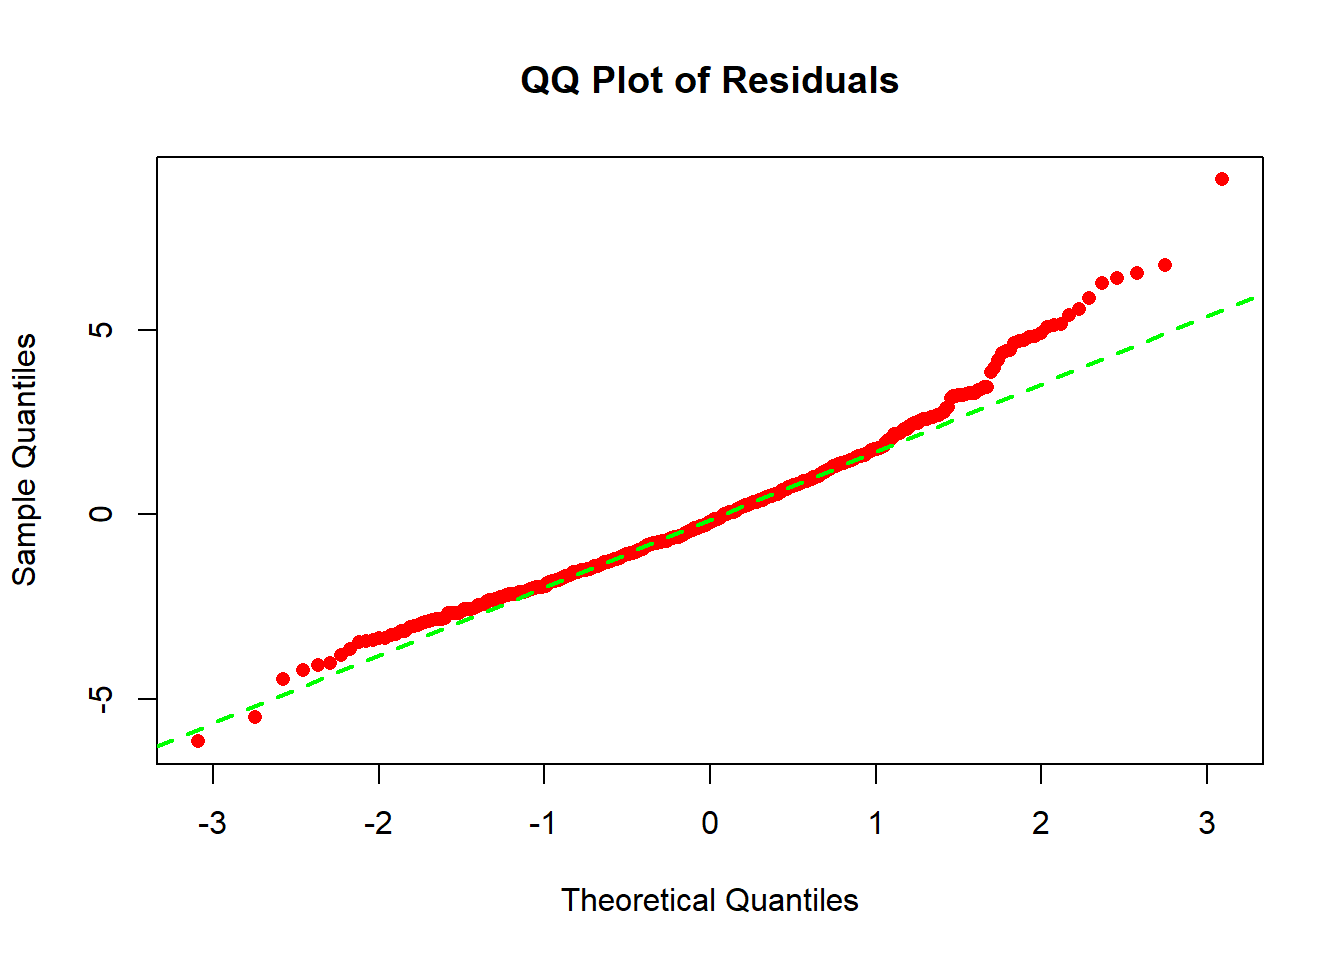 QQ Plot of Residuals
Sample Quantiles
5
0
-5
-3 -2 -1 0 1 2 3
Theoretical Quantiles